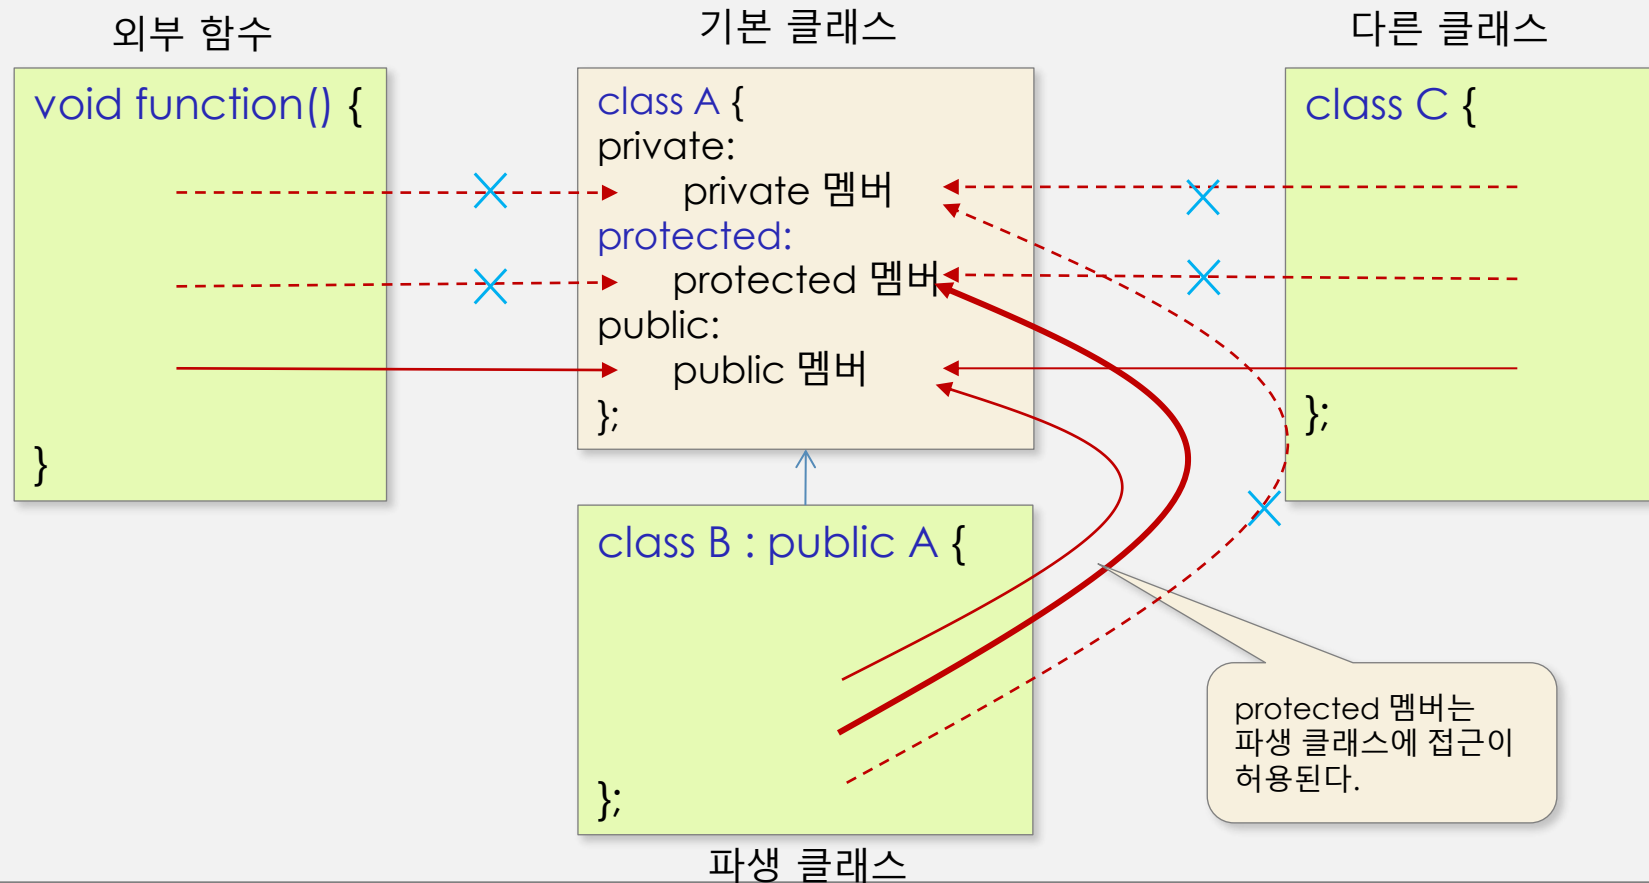 외부 함수
void function() {
}
기본 클래스
class A {
private:
private 멤버
protected:
protected 멤버
public:
public 멤버
};
다른 클래스
class C {
};
class B : public A {
};
파생 클래스
protected 멤버는
파생 클래스에 접근이
허용된다.